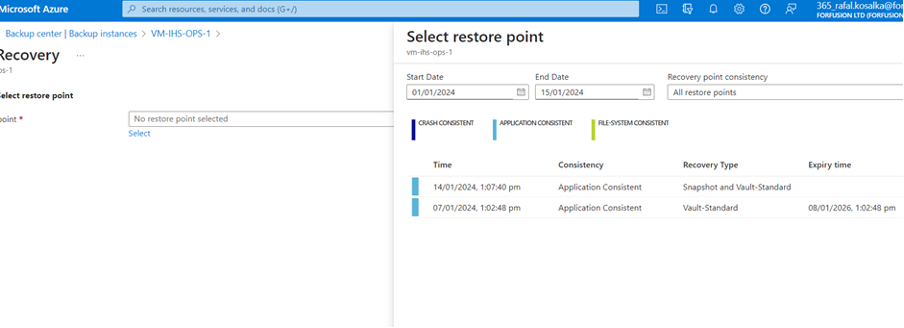 Microsoft Azure
Search resources, services, and docs (G+/)
365_rafal.kosalka@for
FORFUSION LTD (FORFUSION
Backup center | Backup instances > VM-IHS-OPS-1 >
Recovery ...
ps-1
Select restore point
point *
No restore point selected
Select
Select restore point
vm-ihs-ops-1
Start Date End Date Recovery point consistency
01/01/2024 15/01/2024 All restore points
CRASH CONSISTENT APPLICATION CONSISTENT FILE-SYSTEM CONSISTENT
Time Consistency Recovery Type Expiry time
14/01/2024, 1:07:40 pm Application Consistent Snapshot and Vault-Standard
07/01/2024, 1:02:48 pm Application Consistent Vault-Standard 08/01/2026, 1:02:48 pm